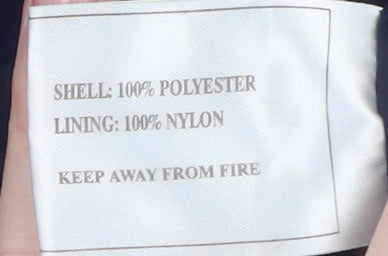 SHELL: 100% POLYESTER
LINING: 100% NYLON
KEEP AWAY FROM FIRE